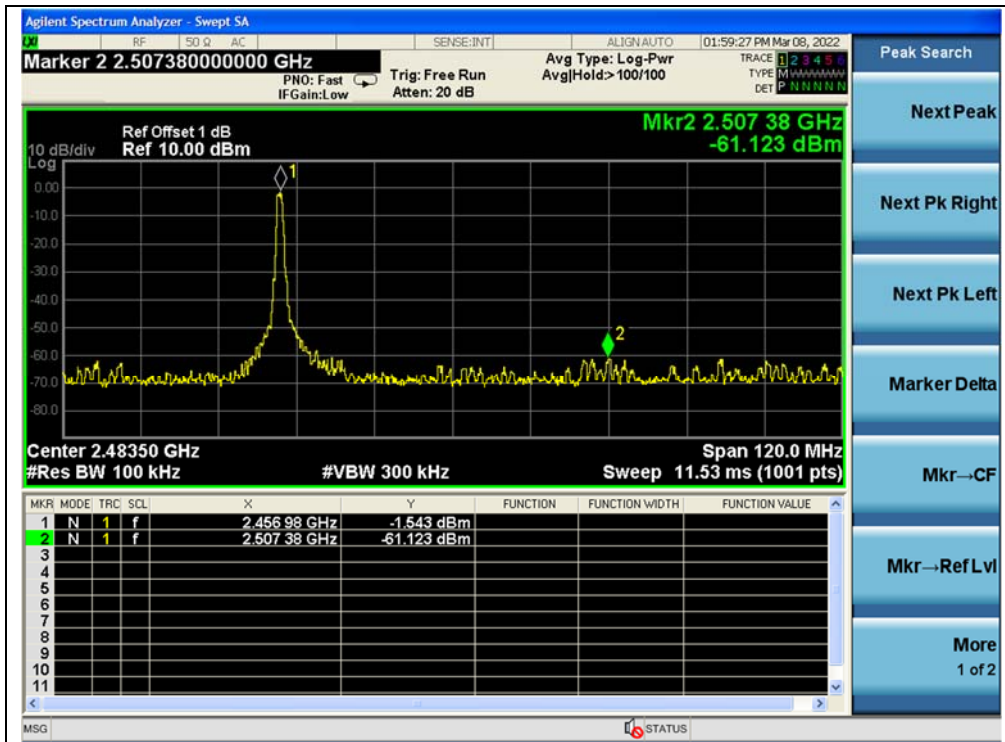 Agilent Spectrum Analyzer - Swept SA
LXI RF 50 Ω AC SENSE:INT ALIGNAUTO 01:59:27 PM Mar 08, 2022
Marker 2 2.507380000000 GHz
PNO: Fast
IFGain:Low
Trig: Free Run
Atten: 20 dB
Avg Type: Log-Pwr
Avg|Hold:> 100/100
TRACE 1 2 3 4 5 6
TYPE M
DET P N N N N N
Ref Offset 1 dB
10 dB/div Ref 10.00 dBm
Log
Mkr2 2.507 38 GHz
-61.123 dBm
1
0.00
-10.0
-20.0
-30.0
-40.0
-50.0
2
-60.0
-70.0
-80.0
Center 2.48350 GHz Span 120.0 MHz
#Res BW 100 kHz #VBW 300 kHz Sweep 11.53 ms (1001 pts)
MKR MODE TRC SCL X Y FUNCTION FUNCTION WIDTH FUNCTION VALUE
1 N 1 f 2.456 98 GHz -1.543 dBm
2 N 1 f 2.507 38 GHz -61.123 dBm
3
4
5
6
7
8
9
10
11
MSG STATUS
Peak Search
Next Peak
Next Pk Right
Next Pk Left
Marker Delta
Mkr→CF
Mkr→Ref Lvl
More
1 of 2